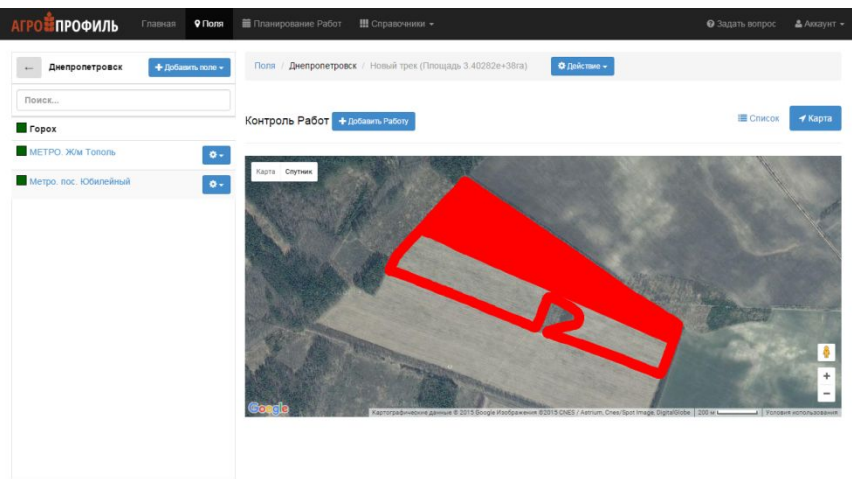 АГРОПРОФИЛЬ Главная Поля Планирование Работ Справочники Задать вопрос Аккаунт
← Днепропетровск + Добавить поле
Поля / Днепропетровск / Новый трек (Площадь 3.40282e+38га) Действие
Поиск...
Горох
Контроль Работ + Добавить Работу Список Карта
МЕТРО. Ж/м Тополь
Метро. пос. Юбилейный
Карта Спутник
+
−
Google Картографические данные © 2015 Google Изображения ©2015 CNES / Astrium, Cnes/Spot Image, DigitalGlobe 200 м Условия использования